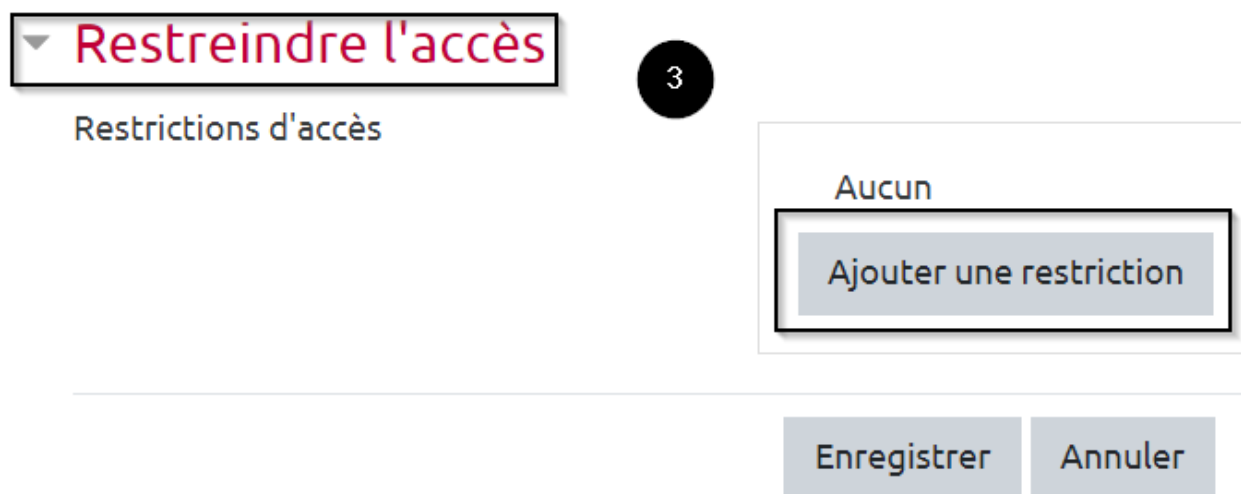 Restreindre l'accès
3
Restrictions d'accès
Aucun
Ajouter une restriction
Enregistrer
Annuler